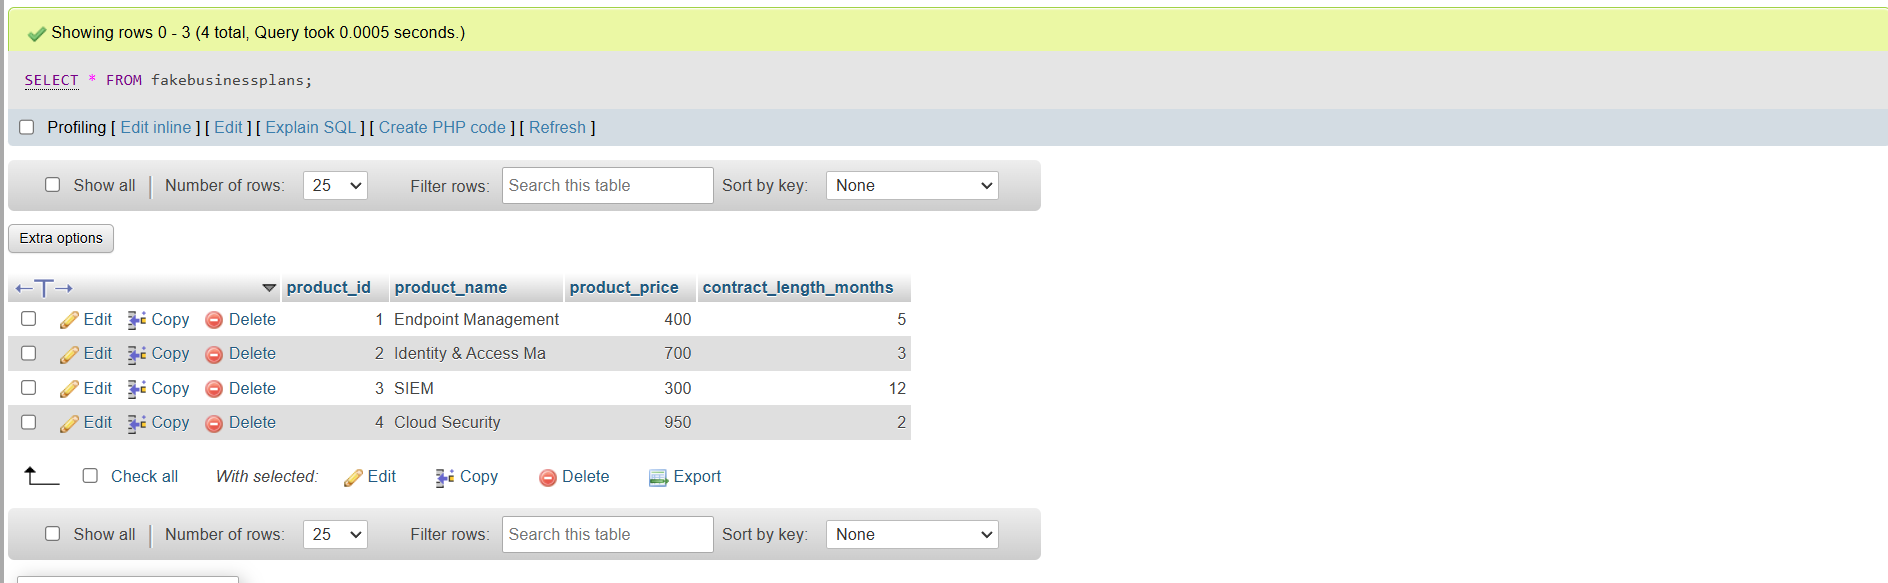 Showing rows 0 - 3 (4 total, Query took 0.0005 seconds.)
SELECT * FROM fakebusinessplans;
Profiling [ Edit inline ] [ Edit ] [ Explain SQL ] [ Create PHP code ] [ Refresh ]
Show all | Number of rows: 25 Filter rows: Search this table Sort by key: None
Extra options
←T→ product_id product_name product_price contract_length_months
Edit Copy Delete 1 Endpoint Management 400 5
Edit Copy Delete 2 Identity & Access Ma 700 3
Edit Copy Delete 3 SIEM 300 12
Edit Copy Delete 4 Cloud Security 950 2
Check all With selected: Edit Copy Delete Export
Show all | Number of rows: 25 Filter rows: Search this table Sort by key: None